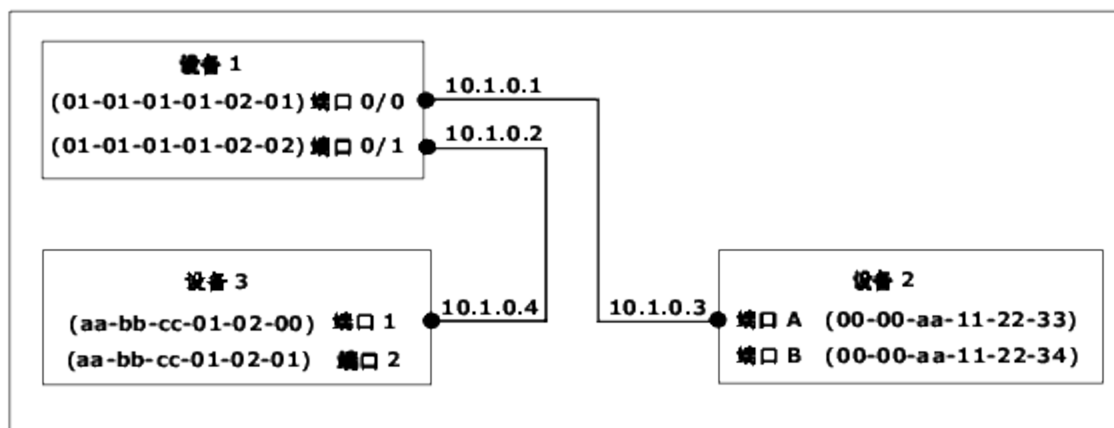 设备 1
(01-01-01-01-02-01) 端口 0/0
10.1.0.1
(01-01-01-01-02-02) 端口 0/1
10.1.0.2
设备 3
(aa-bb-cc-01-02-00) 端口 1
10.1.0.4
(aa-bb-cc-01-02-01) 端口 2
设备 2
10.1.0.3
端口 A (00-00-aa-11-22-33)
端口 B (00-00-aa-11-22-34)